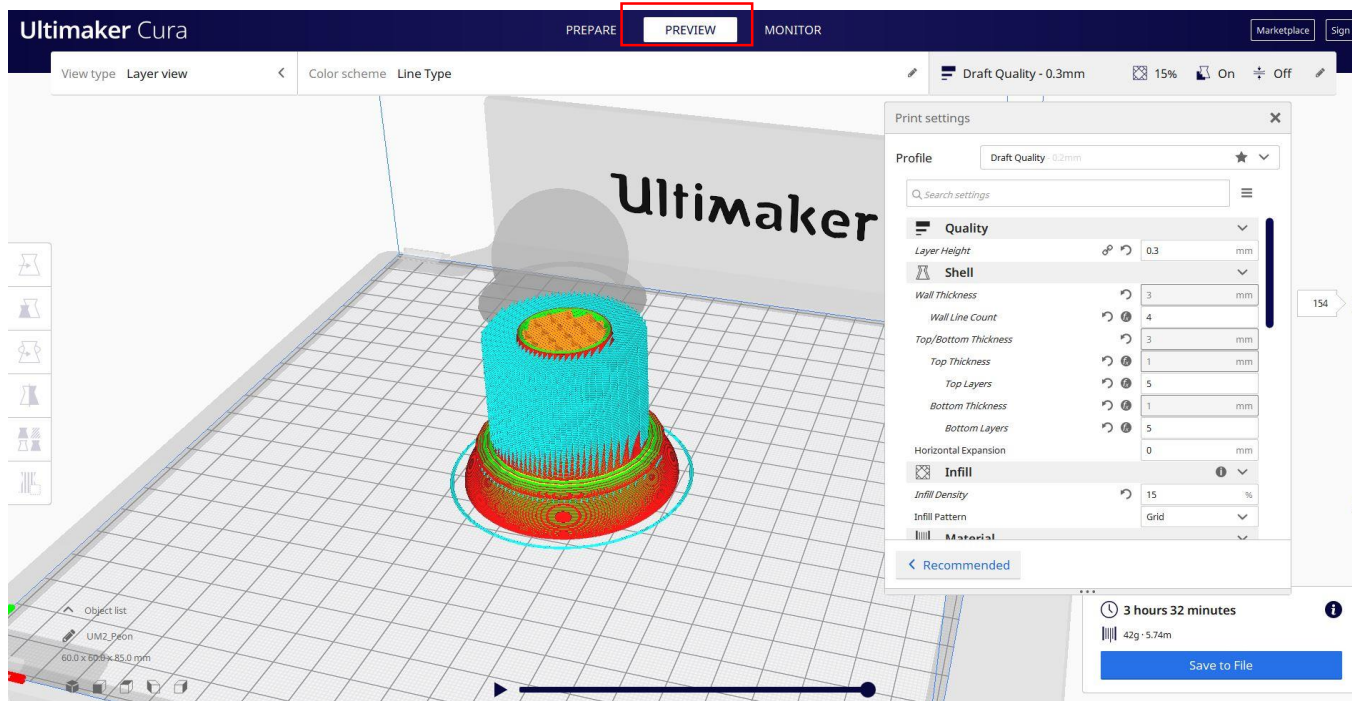 Ultimaker Cura
PREPARE
PREVIEW
MONITOR
Marketplace
Sign
View type Layer view
Color scheme Line Type
Draft Quality - 0.3mm
15%
On
Off
Print settings
Profile
Draft Quality 0.2mm
Search settings
Quality
Layer Height 0.3 mm
Shell
Wall Thickness 3 mm
Wall Line Count 4
Top/Bottom Thickness 3 mm
Top Thickness 1 mm
Top Layers 5
Bottom Thickness 1 mm
Bottom Layers 5
Horizontal Expansion 0 mm
Infill
Infill Density 15 %
Infill Pattern Grid
Material
Recommended
Ultimaker
154
Object list
UM2_Peon
60.0 x 60.0 x 85.0 mm
3 hours 32 minutes
42g · 5.74m
Save to File